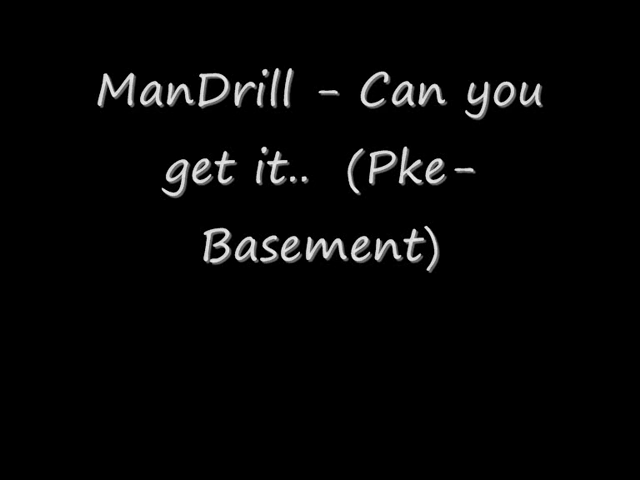 ManDrill - Can you
get it..  (Pke-
Basement)